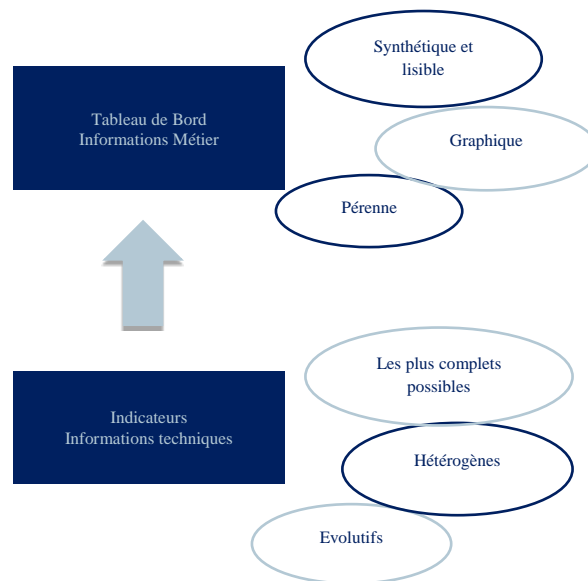 Synthétique et
lisible
Tableau de Bord
Informations Métier
Graphique
Pérenne
Les plus complets
possibles
Indicateurs
Informations techniques
Hétérogènes
Evolutifs